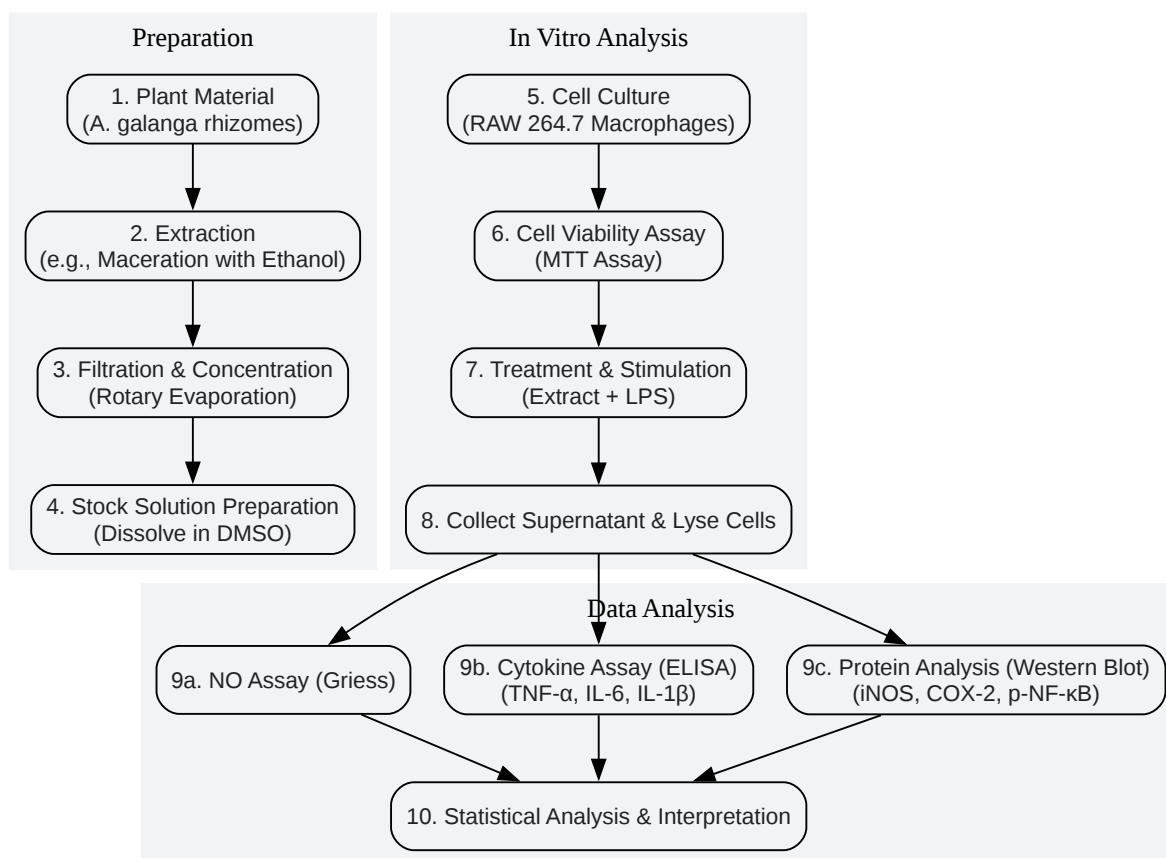 Preparation
1. Plant Material
(A. galanga rhizomes)
2. Extraction
(e.g., Maceration with Ethanol)
3. Filtration & Concentration
(Rotary Evaporation)
4. Stock Solution Preparation
(Dissolve in DMSO)
In Vitro Analysis
5. Cell Culture
(RAW 264.7 Macrophages)
6. Cell Viability Assay
(MTT Assay)
7. Treatment & Stimulation
(Extract + LPS)
8. Collect Supernatant & Lyse Cells
Data Analysis
9a. NO Assay (Griess)
9b. Cytokine Assay (ELISA)
(TNF-α, IL-6, IL-1β)
9c. Protein Analysis (Western Blot)
(iNOS, COX-2, p-NF-κB)
10. Statistical Analysis & Interpretation